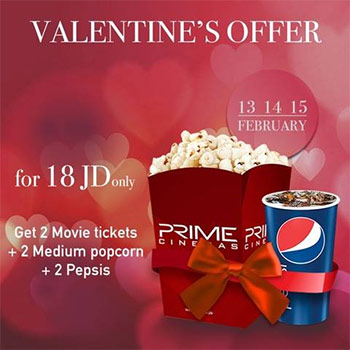 VALENTINE'S OFFER
13 14 15
FEBRUARY
for 18 JD only
Get 2 Movie tickets
+ 2 Medium popcorn
+ 2 Pepsis
PRIME PRIME
CINEMAS CINEMAS